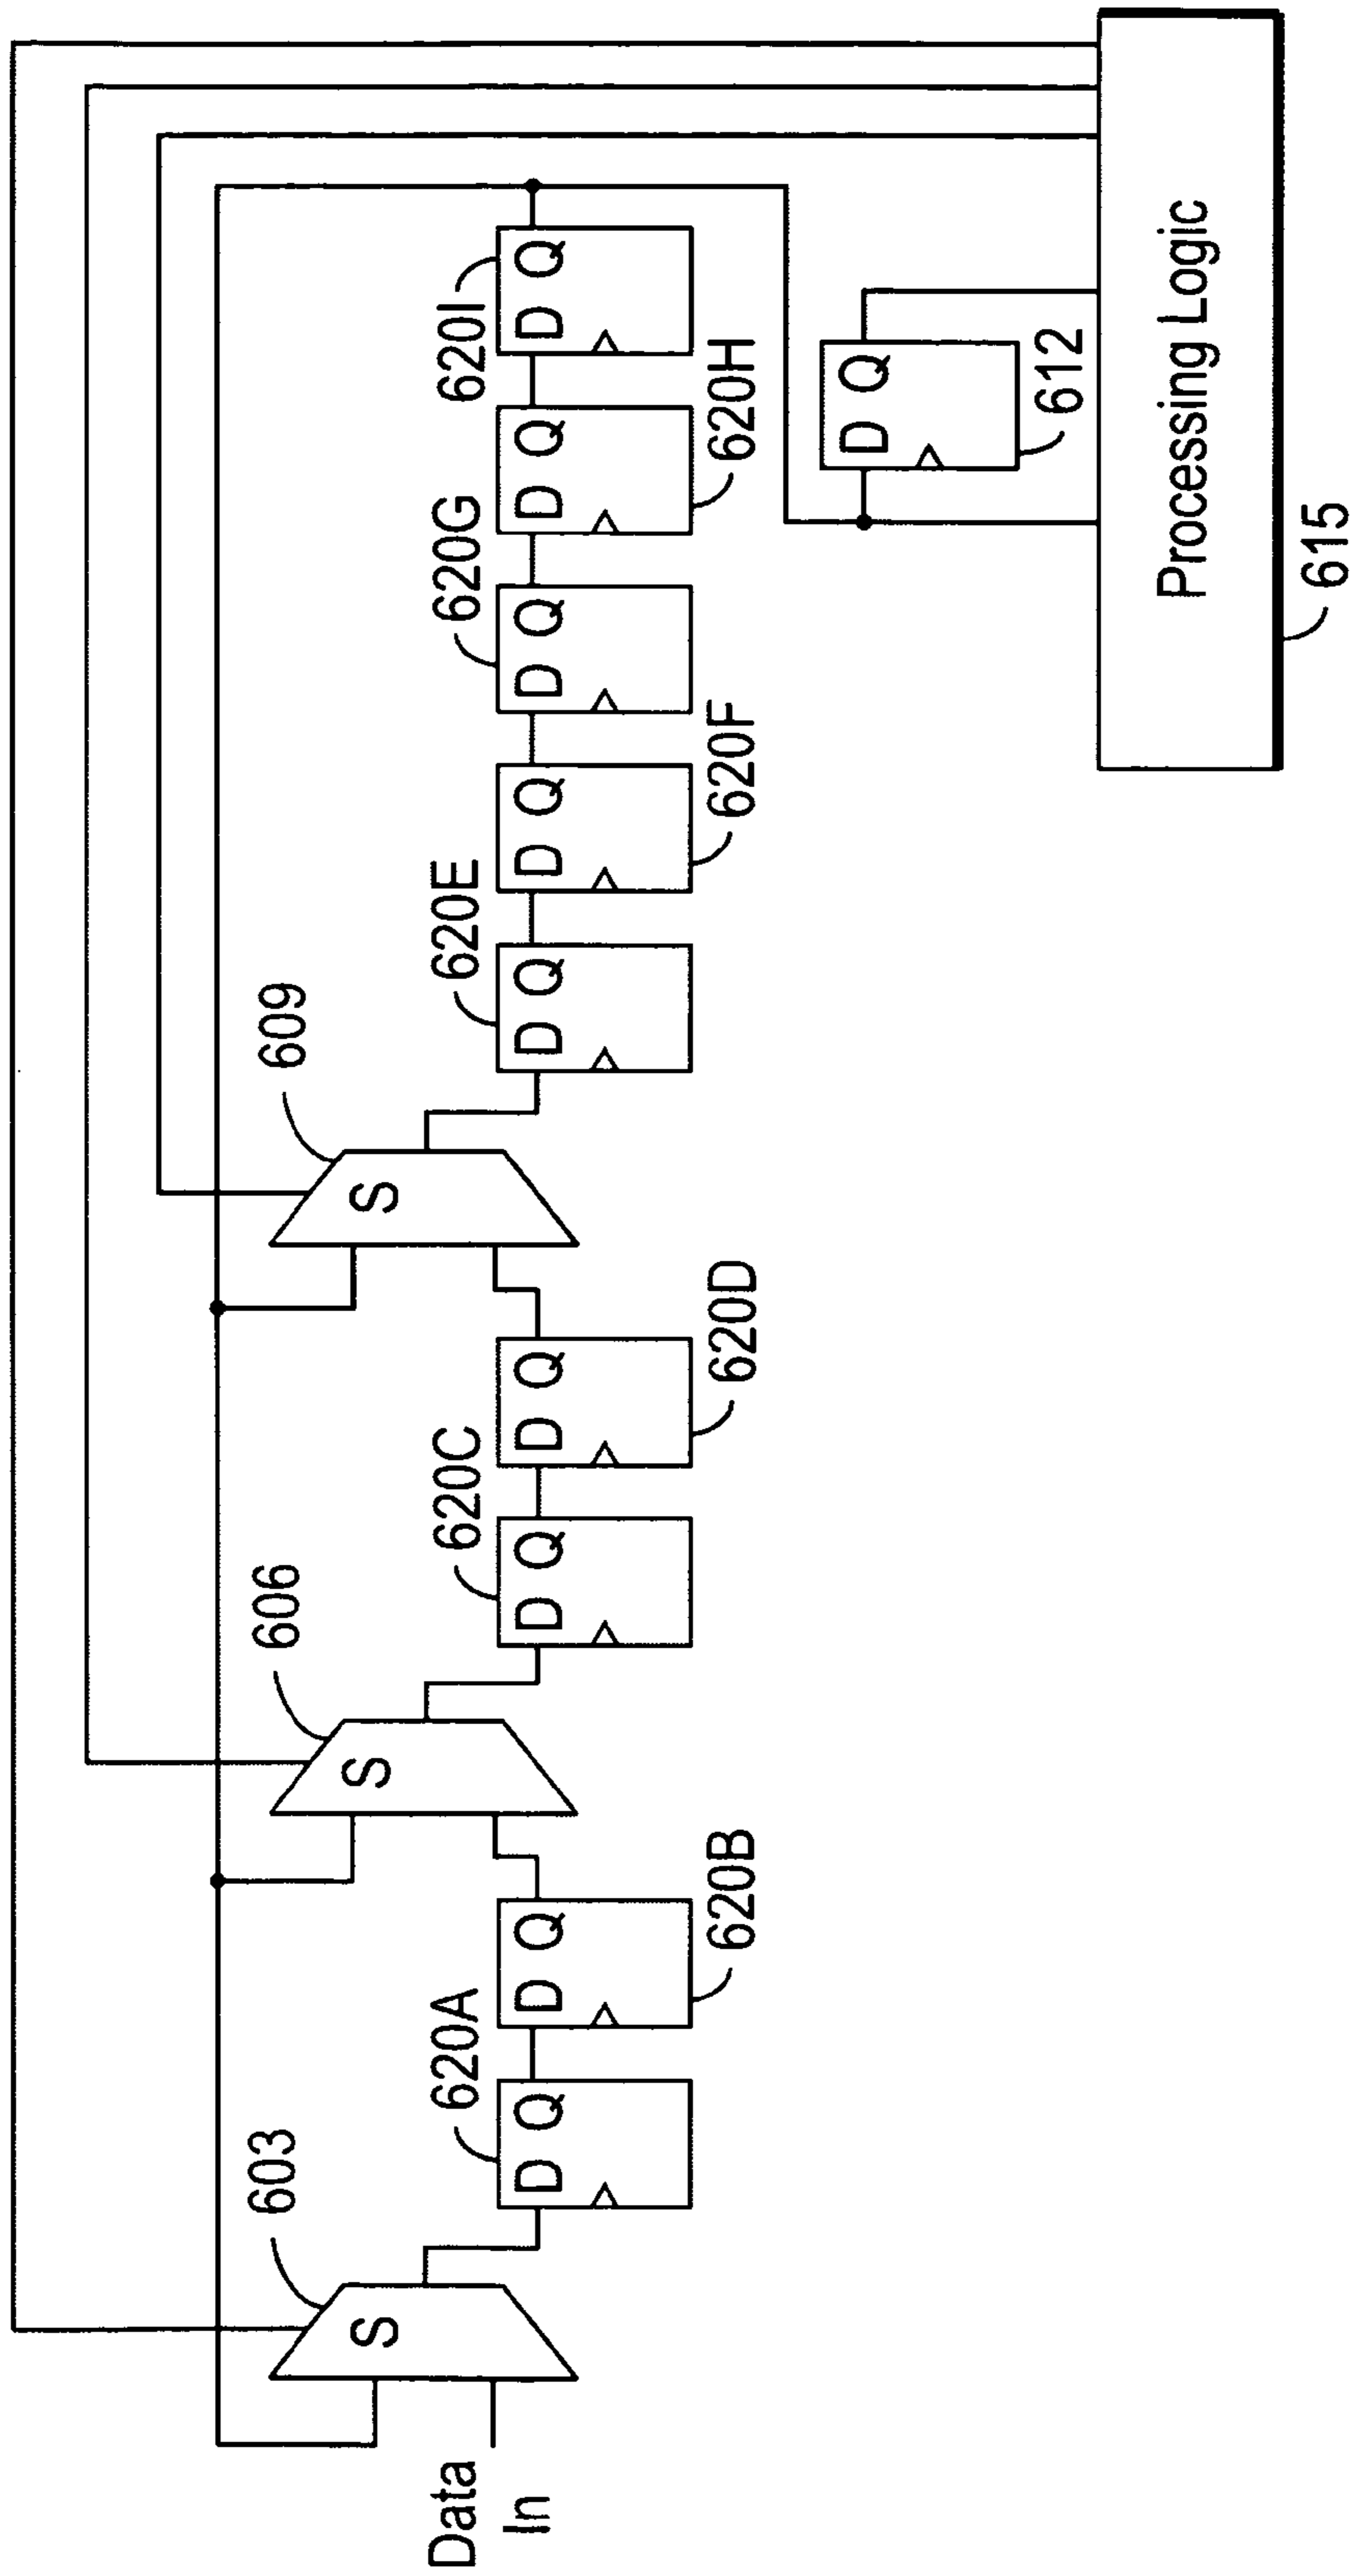 603
606
609
S
S
S
Data
In
620A
620C
620E
620G
620I
D Q
D Q
D Q
D Q
D Q
D Q
D Q
D Q
D Q
620B
620D
620F
620H
D Q
612
Processing Logic
615